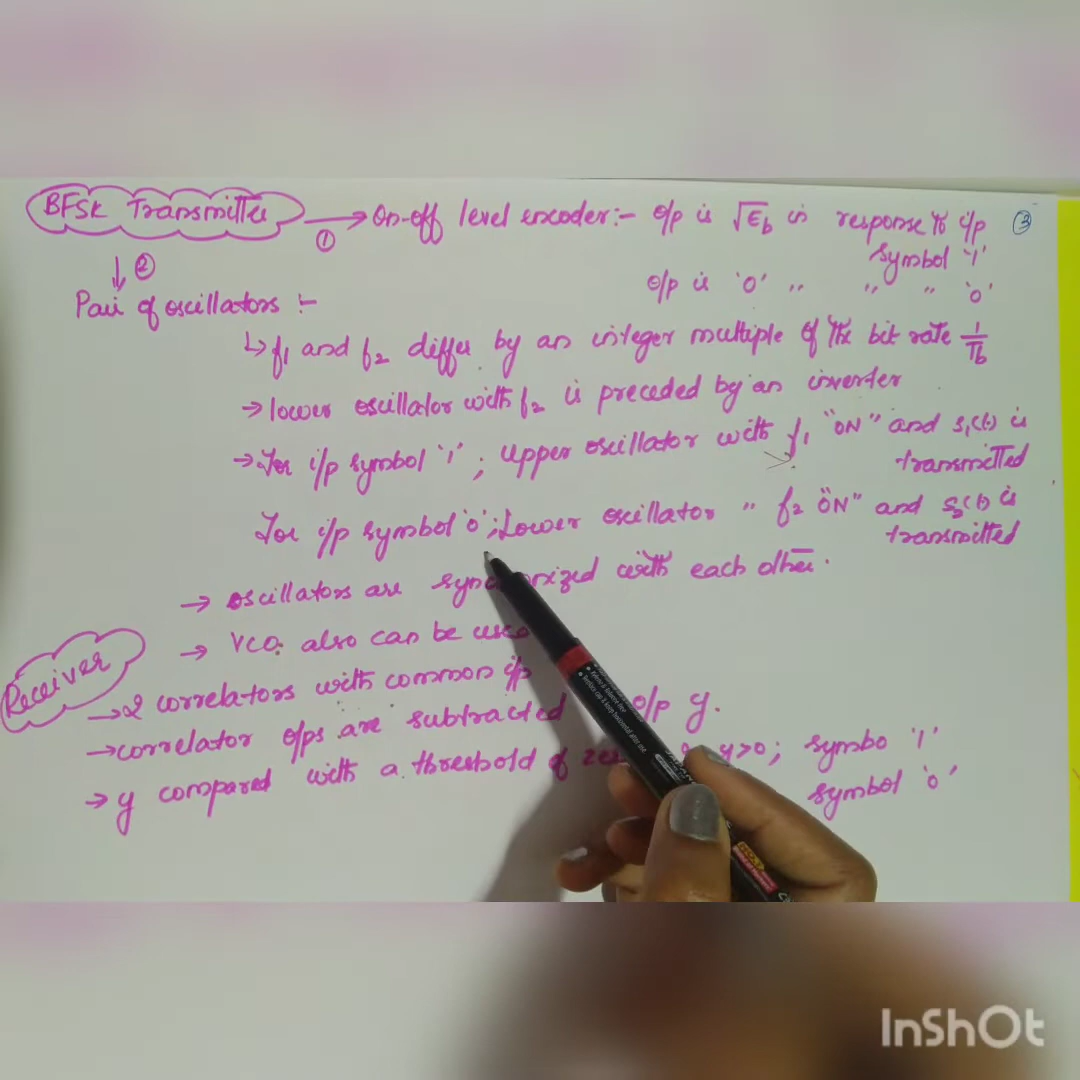 BFSK Transmitter
① → On-off level encoder:- o/p is √Eb in response to i/p ③
symbol '1'
o/p is '0' ,, ,, ,, '0'
↓ ②
Pair of oscillators :-
↳ f1 and f2 differ by an integer multiple of the bit rate 1/Tb
→ lower oscillator with f2 is preceded by an inverter
→ For i/p symbol '1'; Upper oscillator with f1 "ON" and s1(t) is
transmitted
For i/p symbol '0'; Lower oscillator ,, f2 "ON" and s2(t) is
transmitted
→ oscillators are with each other.
→ VCO. also can be
Receiver
→ 2 correlators with common i/p
→ correlator o/ps are subtracted o/p y.
→ y compared with a threshold of y>0; symbo '1'
symbol '0'
InShOt